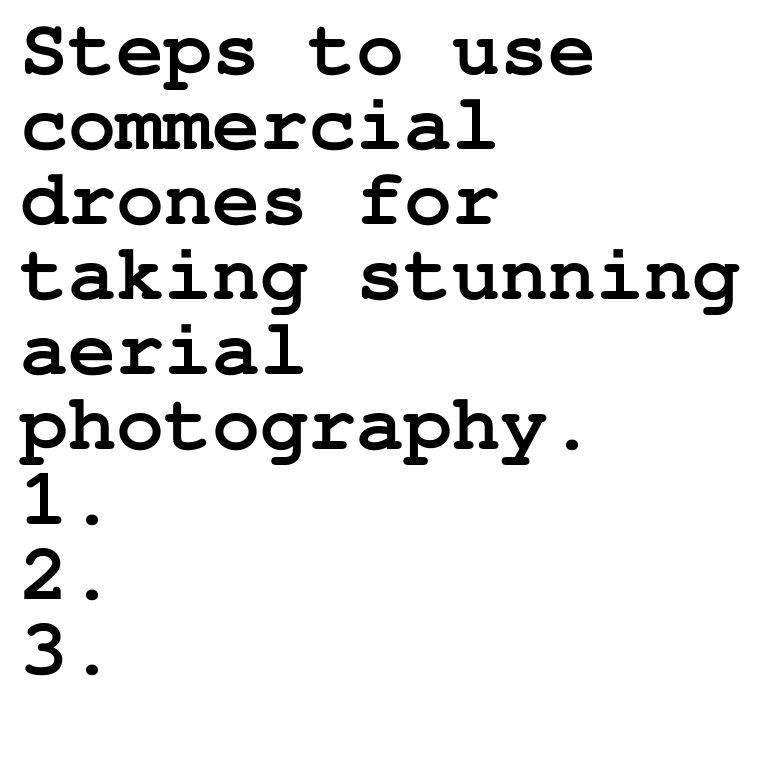 Steps to use
commercial
drones for
taking stunning
aerial
photography.
1.
2.
3.